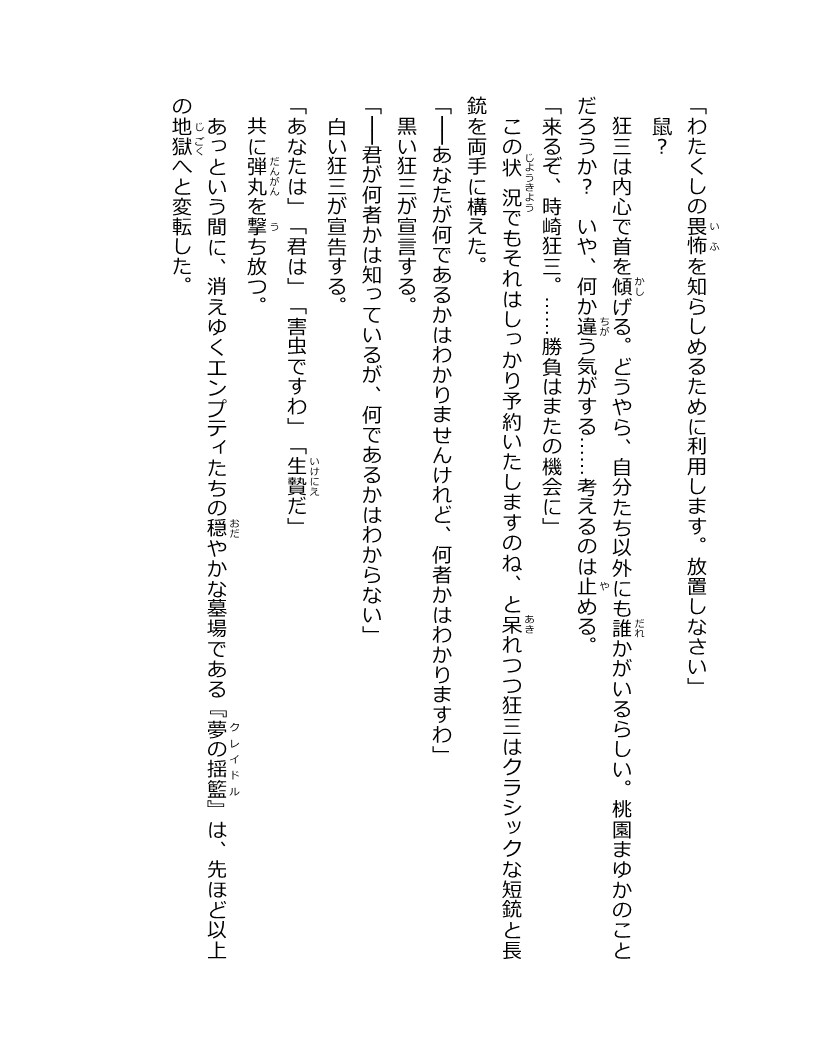 「わたくしの畏怖を知らしめるために利用します。放置しなさい」
鼠？
狂三は内心で首を傾げる。どうやら、自分たち以外にも誰かがいるらしい。桃園まゆかのこと
だろうか？　いや、何か違う気がする……考えるのは止める。
「来るぞ、時崎狂三。……勝負はまたの機会に」
この状況でもそれはしっかり予約いたしますのね、と呆れつつ狂三はクラシックな短銃と長
銃を両手に構えた。
「――あなたが何であるかはわかりませんけれど、何者かはわかりますわ」
黒い狂三が宣言する。
「――君が何者かは知っているが、何であるかはわからない」
白い狂三が宣告する。
「あなたは」「君は」「害虫ですわ」「生贄だ」
共に弾丸を撃ち放つ。
あっという間に、消えゆくエンプティたちの穏やかな墓場である『夢の揺籃』は、先ほど以上
の地獄へと変転した。